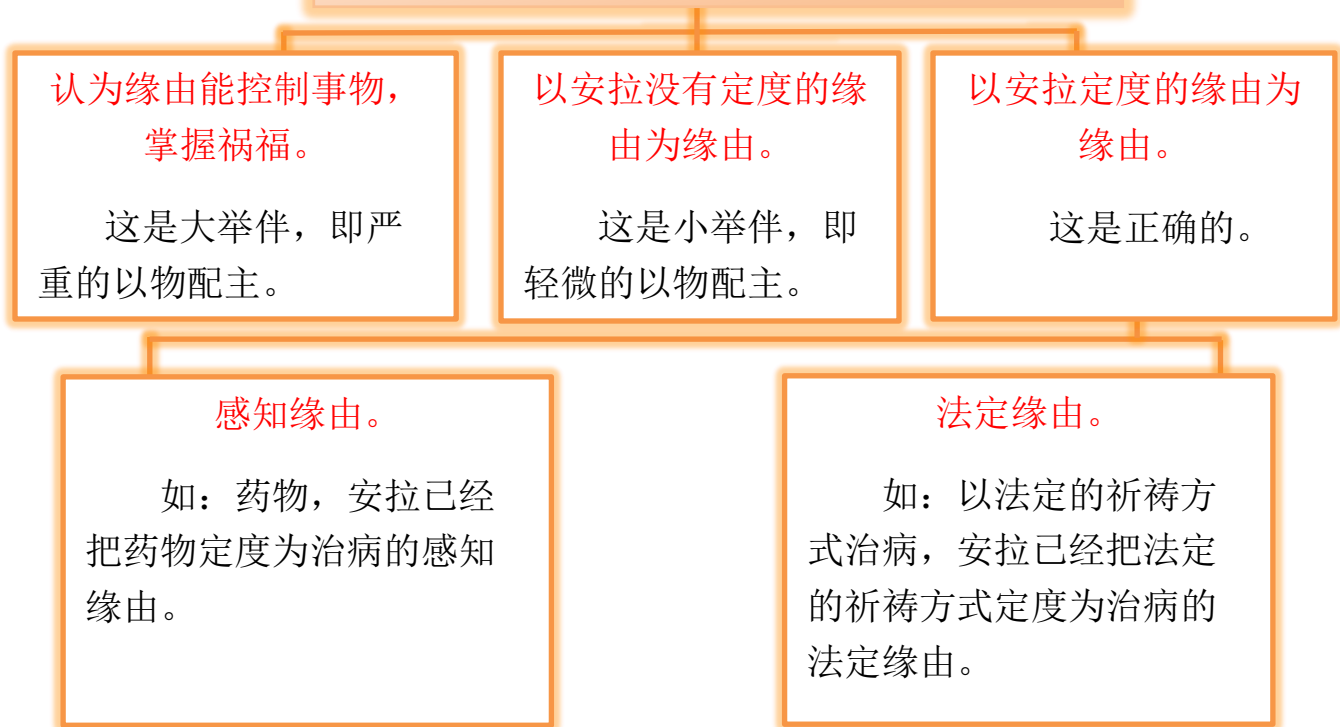 认为缘由能控制事物，
掌握祸福。
这是大举伴，即严
重的以物配主。
以安拉没有定度的缘
由为缘由。
这是小举伴，即
轻微的以物配主。
以安拉定度的缘由为
缘由。
这是正确的。
感知缘由。
如：药物，安拉已经
把药物定度为治病的感知
缘由。
法定缘由。
如：以法定的祈祷方
式治病，安拉已经把法定
的祈祷方式定度为治病的
法定缘由。